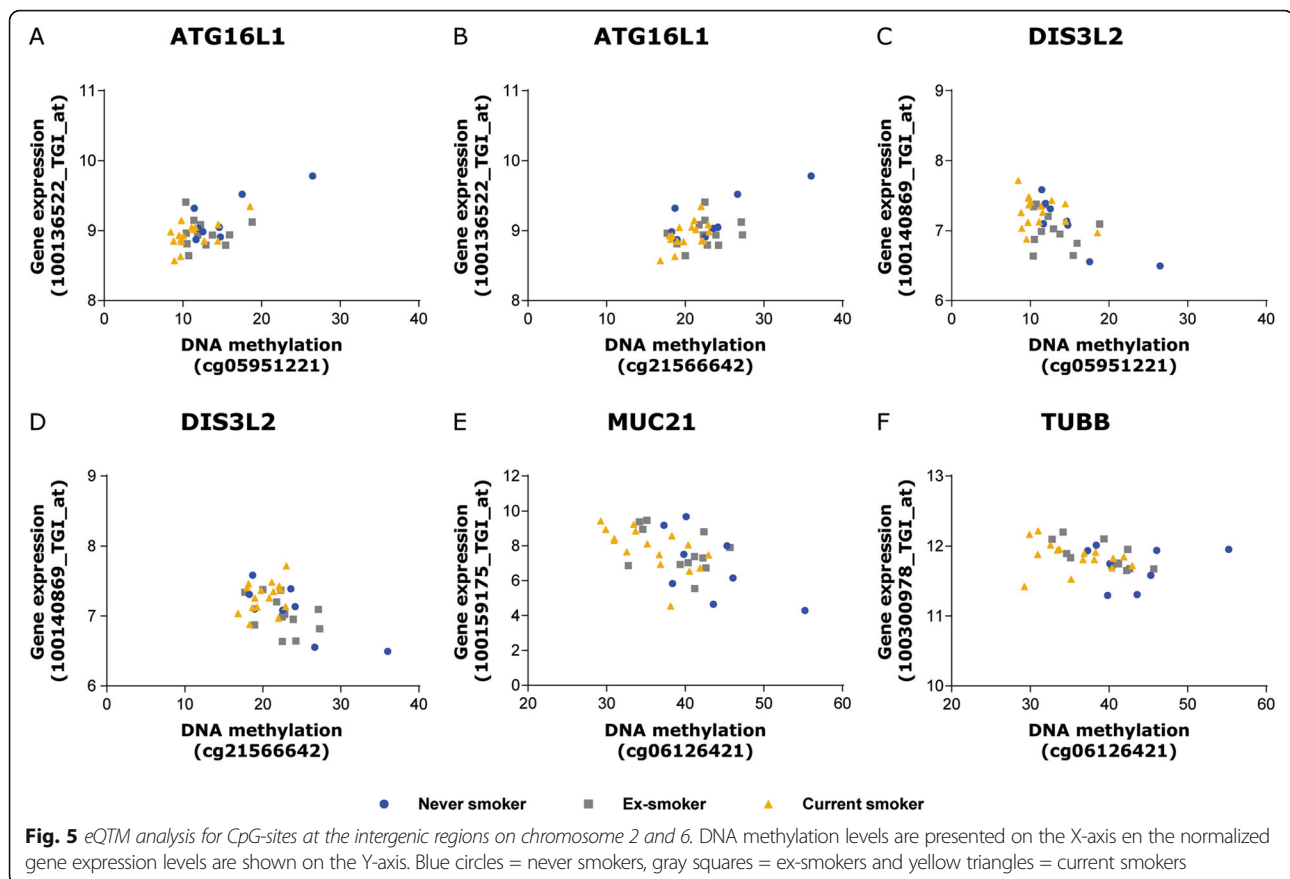 A
ATG16L1
Gene expression
(100136522_TGI_at)
11
10
9
8
0
10
20
30
40
DNA methylation
(cg05951221)
B
ATG16L1
Gene expression
(100136522_TGI_at)
11
10
9
8
0
10
20
30
40
DNA methylation
(cg21566642)
C
DIS3L2
Gene expression
(100140869_TGI_at)
9
8
7
6
0
10
20
30
40
DNA methylation
(cg05951221)
D
DIS3L2
Gene expression
(100140869_TGI_at)
9
8
7
6
0
10
20
30
40
DNA methylation
(cg21566642)
E
MUC21
Gene expression
(100159175_TGI_at)
12
10
8
6
4
2
0
20
30
40
50
60
DNA methylation
(cg06126421)
F
TUBB
Gene expression
(100300978_TGI_at)
13
12
11
10
20
30
40
50
60
DNA methylation
(cg06126421)
Never smoker
Ex-smoker
Current smoker
Fig. 5 eQTM analysis for CpG-sites at the intergenic regions on chromosome 2 and 6. DNA methylation levels are presented on the X-axis en the normalized
gene expression levels are shown on the Y-axis. Blue circles = never smokers, gray squares = ex-smokers and yellow triangles = current smokers